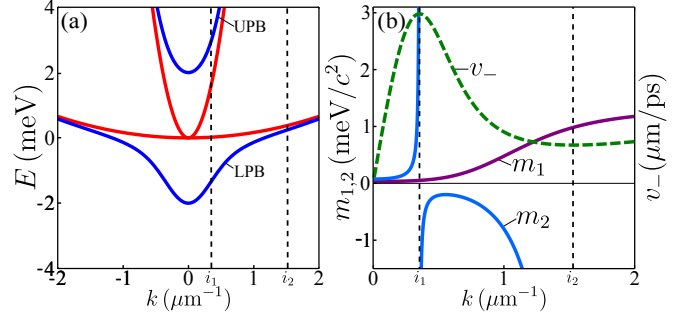 (a)
UPB
LPB
E (meV)
4
2
0
-2
-4
-2
-1
0
i₁
1
i₂
2
k (μm⁻¹)
(b)
v₋
m₁
m₂
m₁,₂ (meV/c²)
3
2
1
0
-1
0
i₁
1
i₂
2
k (μm⁻¹)
v₋(μm/ps)